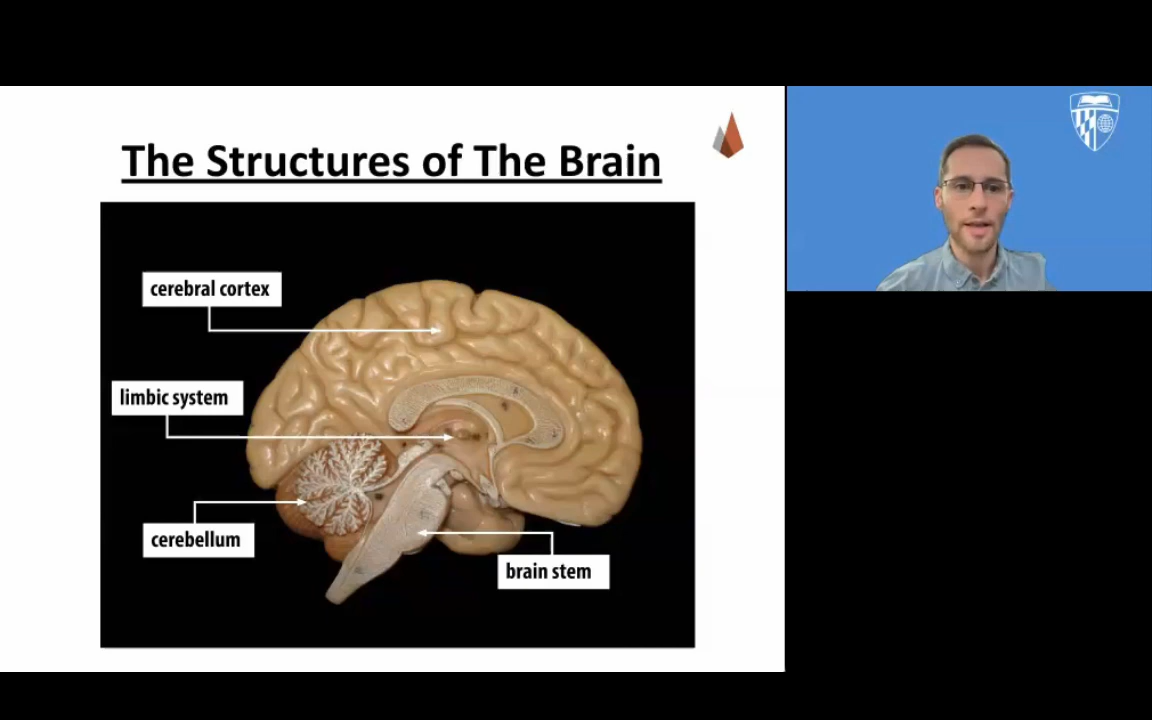 The Structures of The Brain
cerebral cortex
limbic system
cerebellum
brain stem